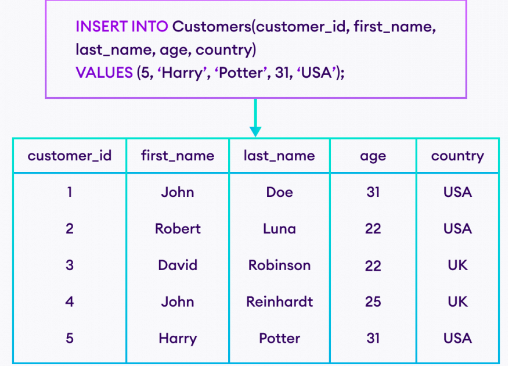 INSERT INTO Customers(customer_id, first_name,
last_name, age, country)
VALUES (5, ‘Harry’, ‘Potter’, 31, ‘USA’);
customer_id first_name last_name age country
1 John Doe 31 USA
2 Robert Luna 22 USA
3 David Robinson 22 UK
4 John Reinhardt 25 UK
5 Harry Potter 31 USA